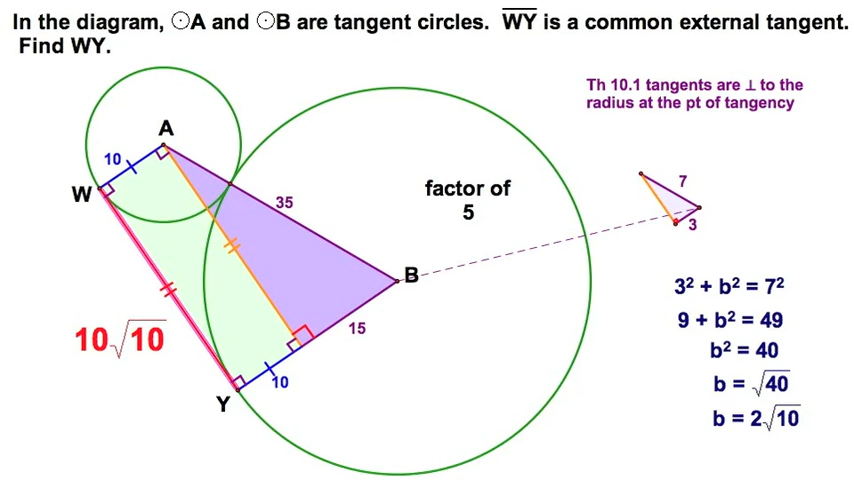 In the diagram, ⨀A and ⨀B are tangent circles. W̅Y̅ is a common external tangent.
Find WY.
Th 10.1 tangents are ⊥ to the
radius at the pt of tangency
A
10
W
35
factor of
5
7
3
B
15
10
Y
10√10
3² + b² = 7²
9 + b² = 49
b² = 40
b = √40
b = 2√10